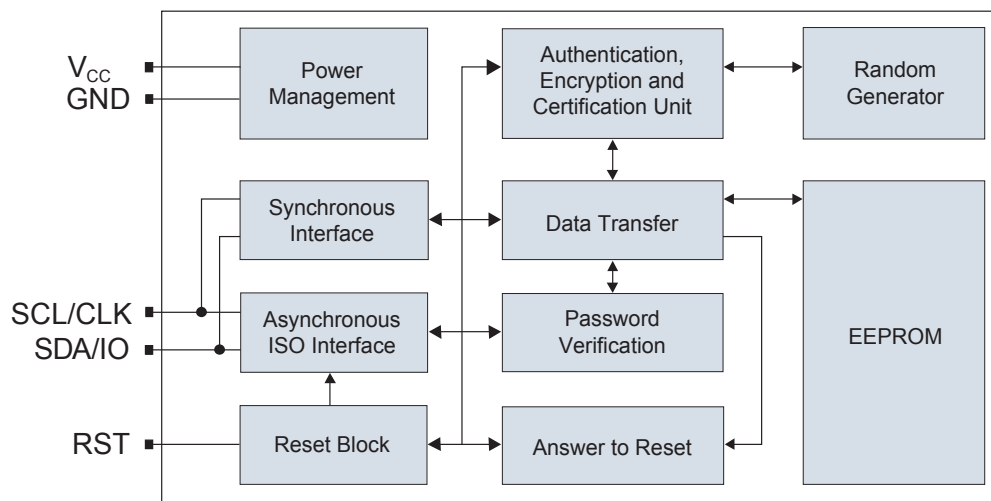 V_CC
GND
Power
Management
Authentication,
Encryption and
Certification Unit
Random
Generator
Synchronous
Interface
Data Transfer
EEPROM
SCL/CLK
SDA/IO
Asynchronous
ISO Interface
Password
Verification
RST
Reset Block
Answer to Reset